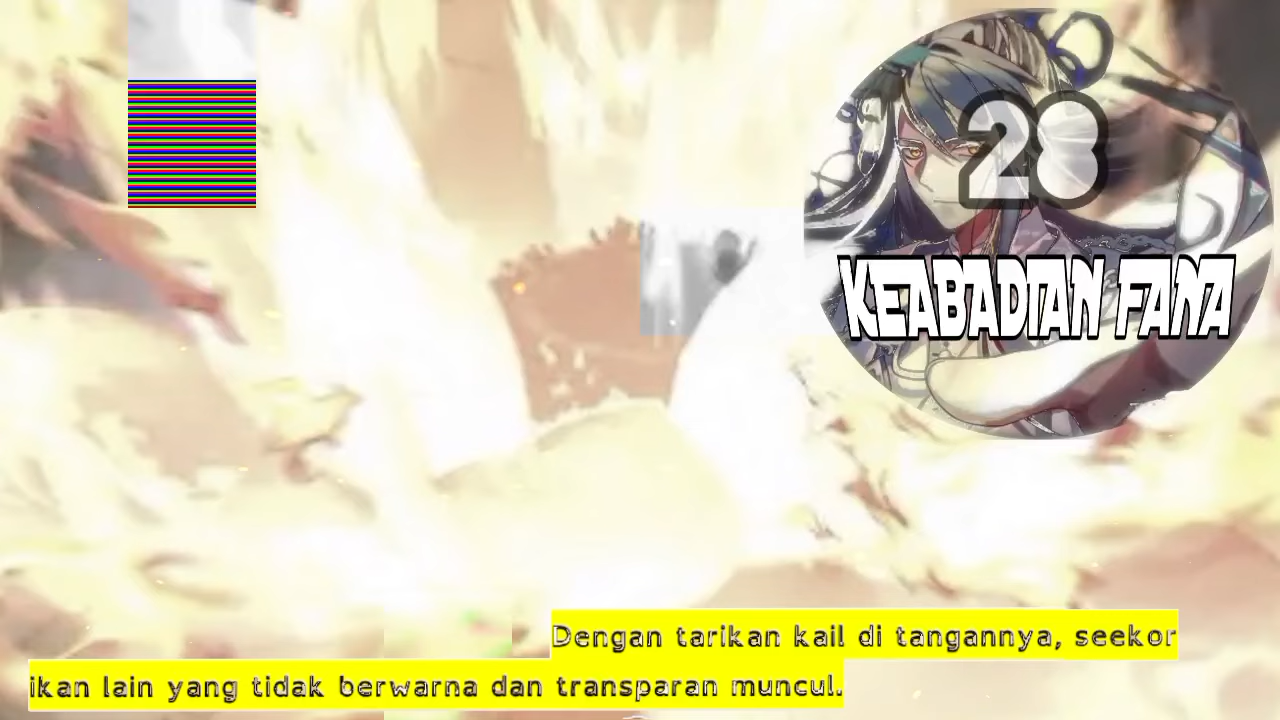 28
KEABADIAN FANA
Dengan tarikan kail di tangannya, seekor
ikan lain yang tidak berwarna dan transparan muncul.